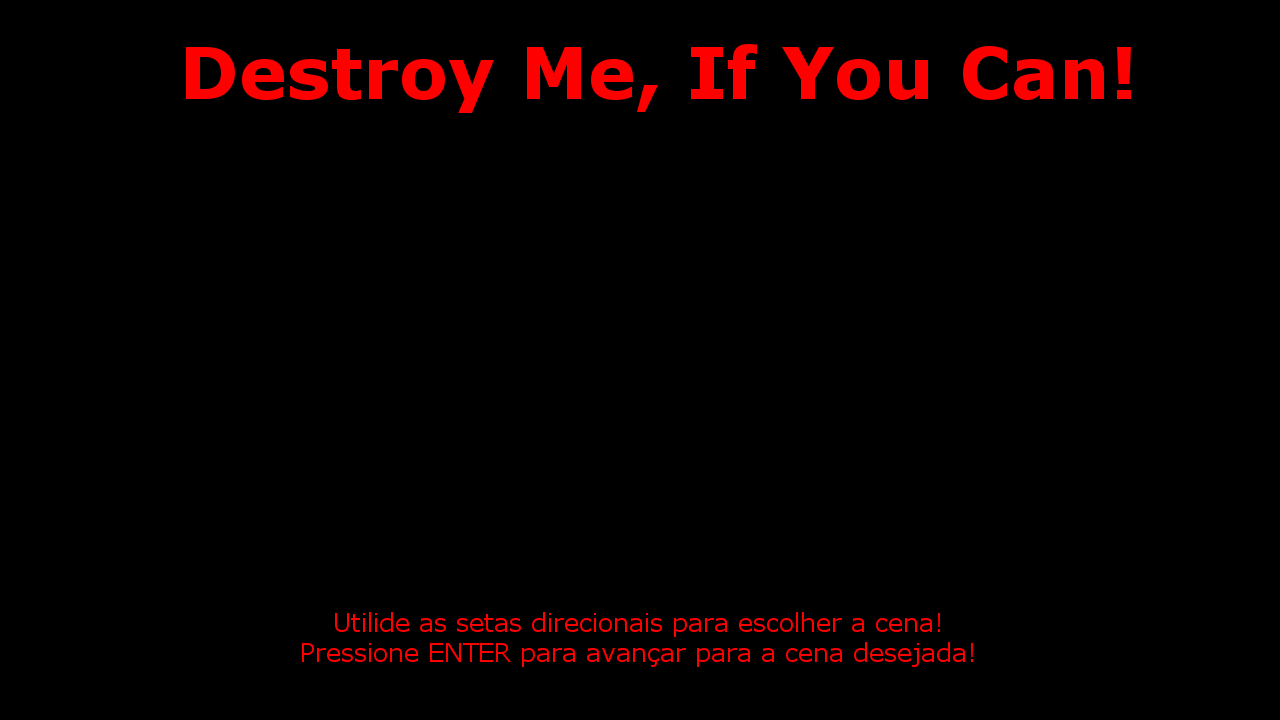 Destroy Me, If You Can!
Utilide as setas direcionais para escolher a cena!
Pressione ENTER para avançar para a cena desejada!